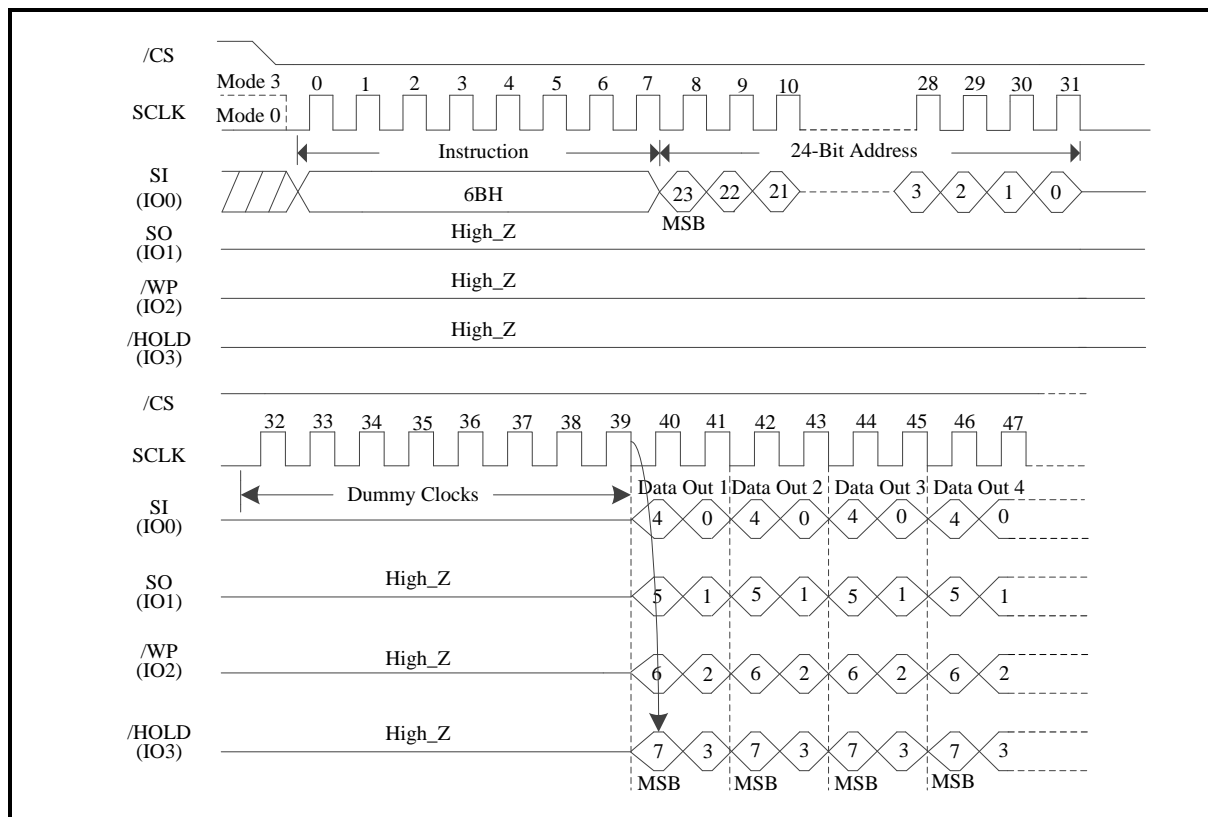 /CS
Mode 3
0 1 2 3 4 5 6 7 8 9 10 28 29 30 31
SCLK
Mode 0
Instruction
24-Bit Address
SI
(IO0)
6BH
23 22 21 3 2 1 0
MSB
SO
(IO1)
High_Z
/WP
(IO2)
High_Z
/HOLD
(IO3)
High_Z
/CS
32 33 34 35 36 37 38 39 40 41 42 43 44 45 46 47
SCLK
Dummy Clocks
Data Out 1 Data Out 2 Data Out 3 Data Out 4
SI
(IO0)
4 0 4 0 4 0 4 0
SO
(IO1)
High_Z
5 1 5 1 5 1 5 1
/WP
(IO2)
High_Z
6 2 6 2 6 2 6 2
/HOLD
(IO3)
High_Z
7 3 7 3 7 3 7 3
MSB MSB MSB MSB